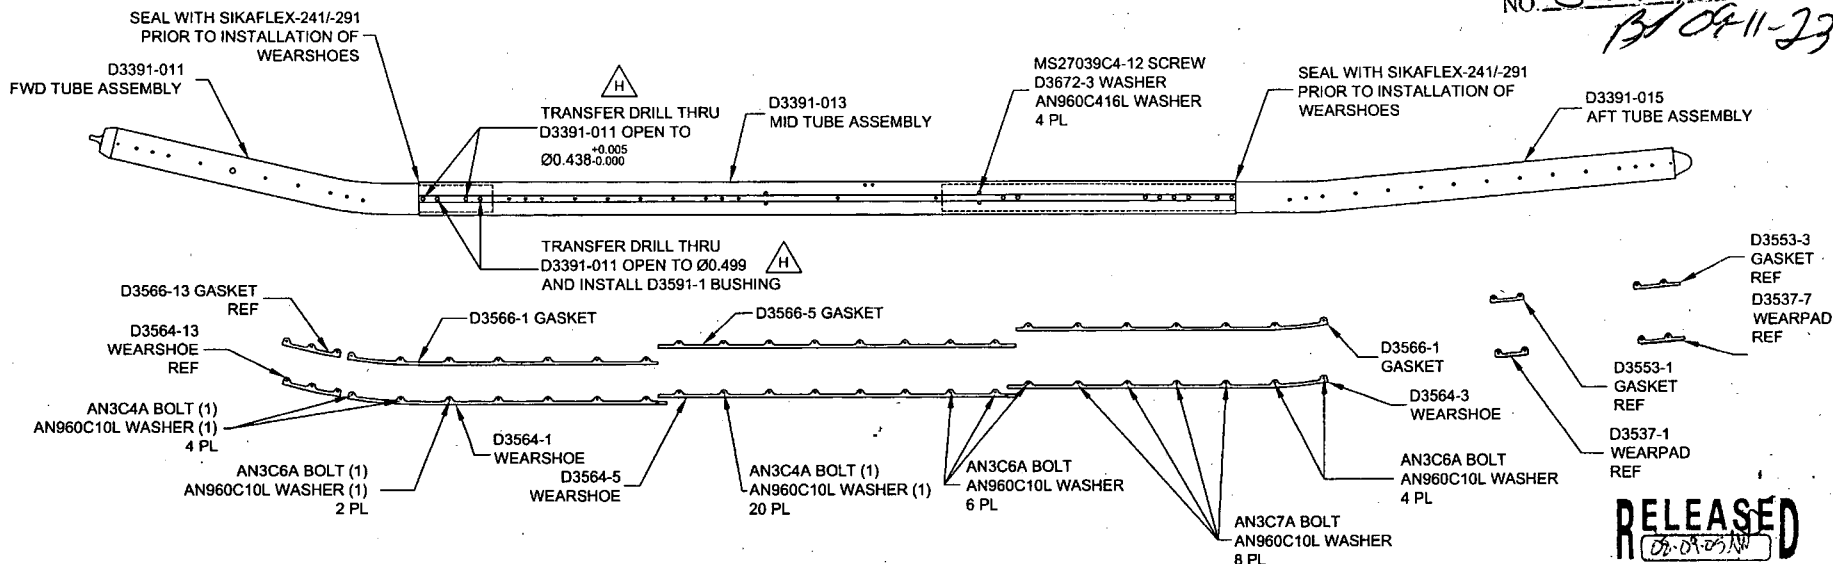 NO.
09-11-23
SEAL WITH SIKAFLEX-241/-291
PRIOR TO INSTALLATION OF
WEARSHOES
D3391-011
FWD TUBE ASSEMBLY
H
TRANSFER DRILL THRU
D3391-011 OPEN TO
Ø0.438 +0.005 -0.000
D3391-013
MID TUBE ASSEMBLY
MS27039C4-12 SCREW
D3672-3 WASHER
AN960C416L WASHER
4 PL
SEAL WITH SIKAFLEX-241/-291
PRIOR TO INSTALLATION OF
WEARSHOES
D3391-015
AFT TUBE ASSEMBLY
TRANSFER DRILL THRU
D3391-011 OPEN TO Ø0.499
AND INSTALL D3591-1 BUSHING
H
D3566-13 GASKET
REF
D3564-13
WEARSHOE
REF
D3566-1 GASKET
D3566-5 GASKET
D3566-1
GASKET
D3553-3
GASKET
REF
D3537-7
WEARPAD
REF
D3553-1
GASKET
REF
D3537-1
WEARPAD
REF
AN3C4A BOLT (1)
AN960C10L WASHER (1)
4 PL
D3564-1
WEARSHOE
AN3C6A BOLT (1)
AN960C10L WASHER (1)
2 PL
D3564-5
WEARSHOE
AN3C4A BOLT (1)
AN960C10L WASHER (1)
20 PL
AN3C6A BOLT
AN960C10L WASHER
6 PL
D3564-3
WEARSHOE
AN3C6A BOLT
AN960C10L WASHER
4 PL
AN3C7A BOLT
AN960C10L WASHER
8 PL
RELEASED